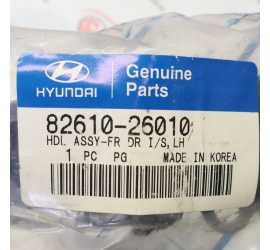 HYUNDAI
Genuine
Parts
82610-26010
HDL ASSY-FR DR I/S,LH
1 PC PG MADE IN KOREA